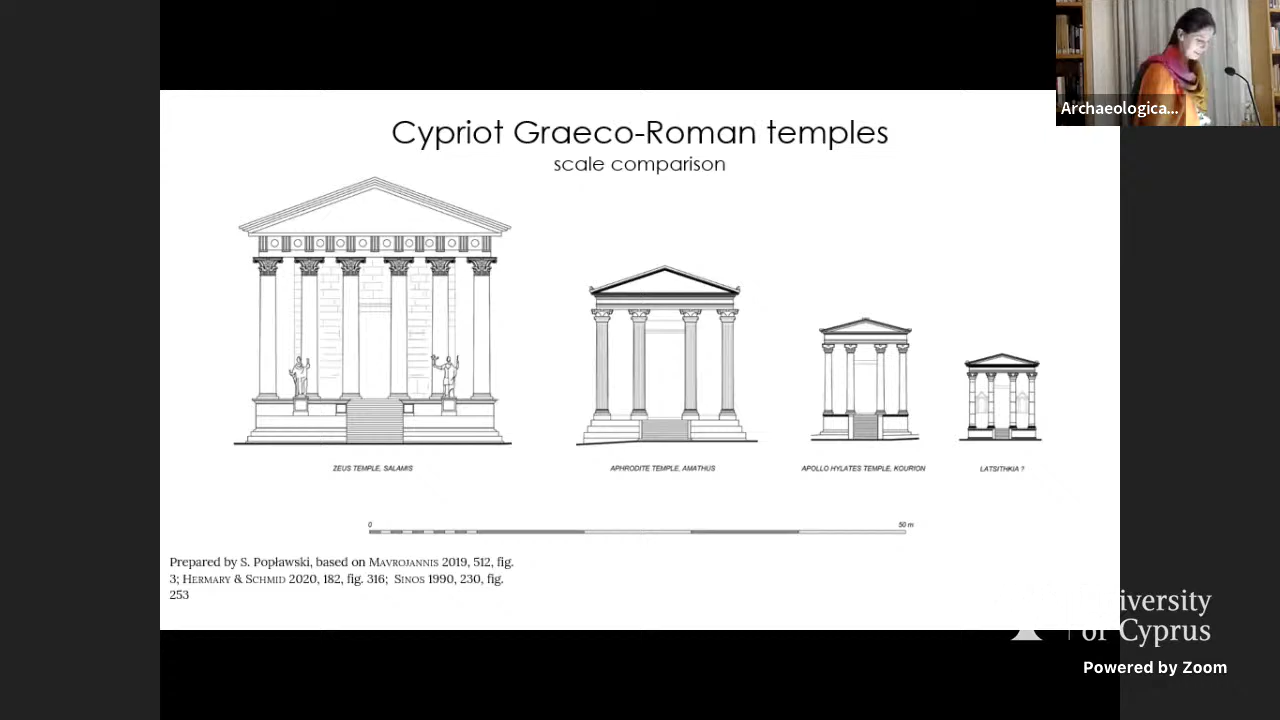 Archaeologica...
Cypriot Graeco-Roman temples
scale comparison
ZEUS TEMPLE, SALAMIS
APHRODITE TEMPLE, AMATHUS
APOLLO HYLATES TEMPLE, KOURION
LATSITHKIA ?
0
50 m
Prepared by S. Popławski, based on MAVROJANNIS 2019, 512, fig.
3; HERMARY & SCHMID 2020, 182, fig. 316; SINOS 1990, 230, fig.
253
iversity
of Cyprus
Powered by Zoom